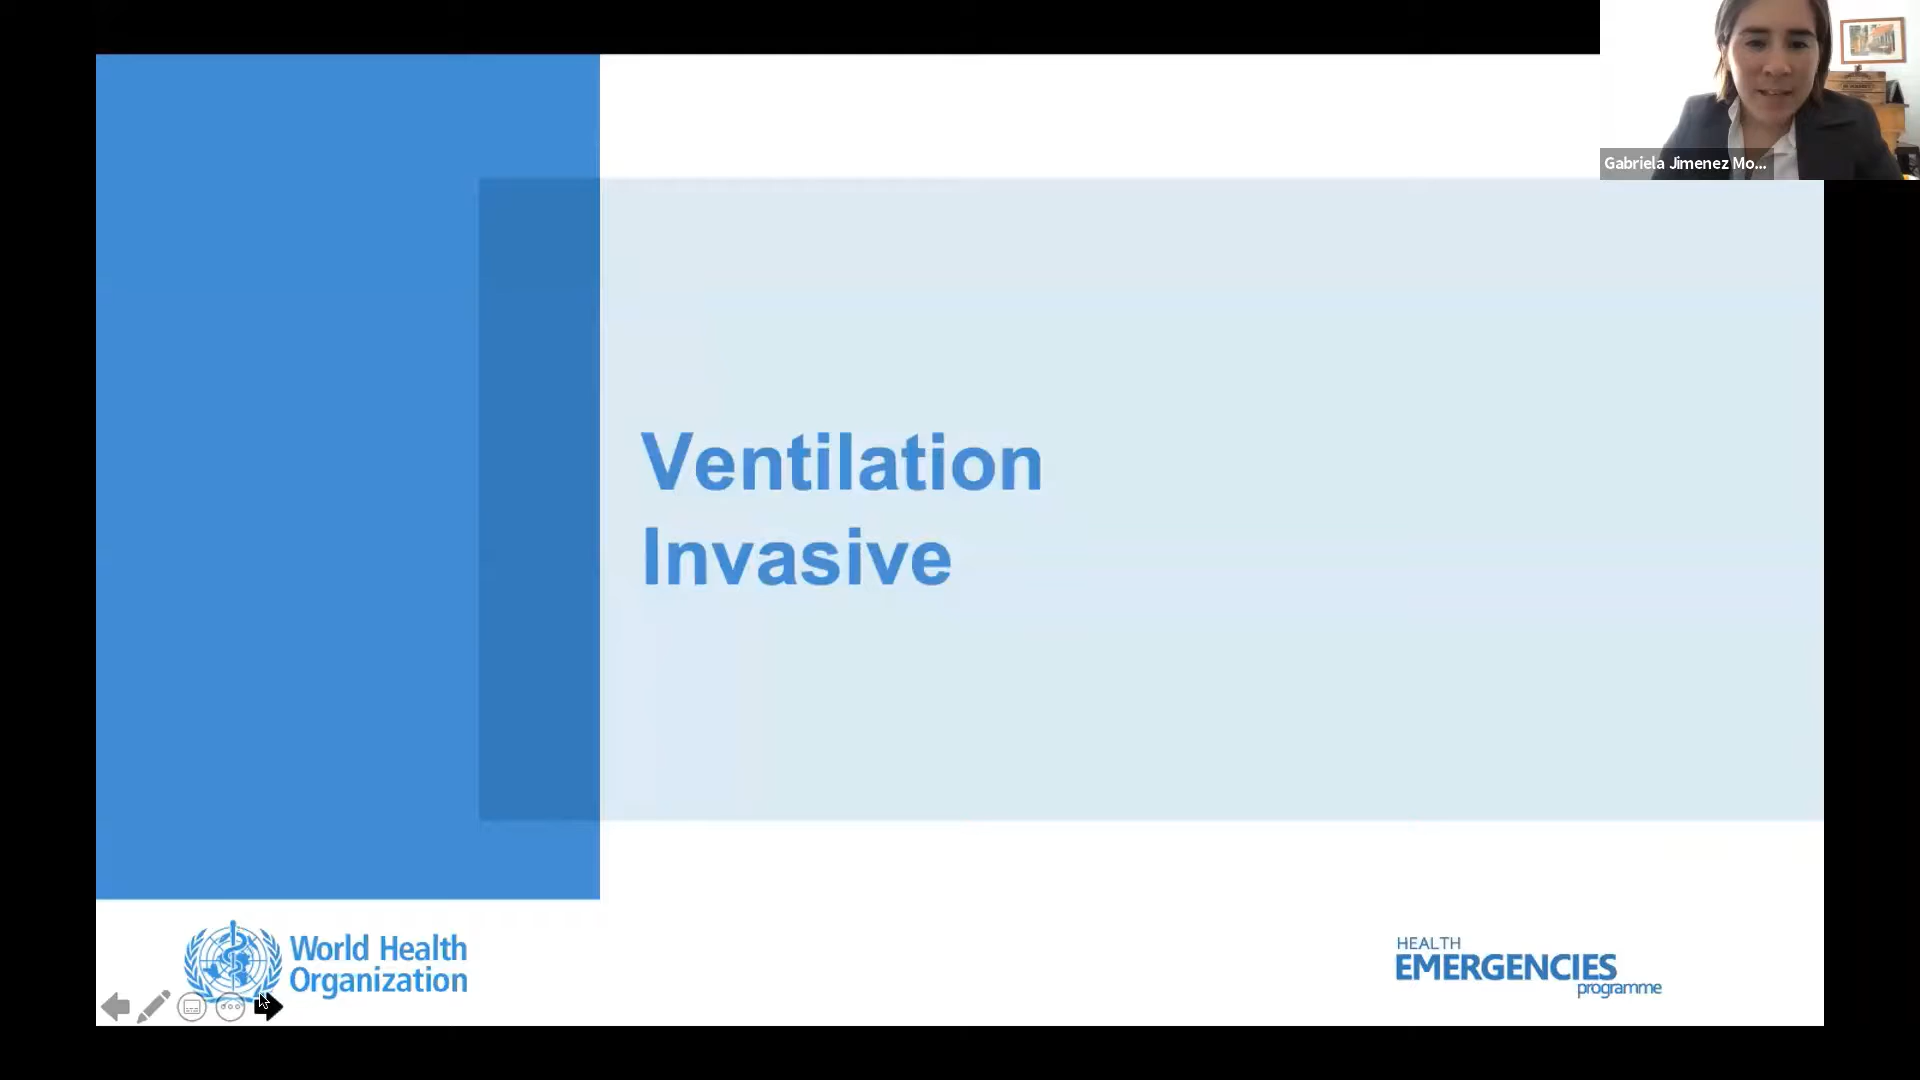 Gabriela Jimenez Mo...
Ventilation
Invasive
World Health
Organization
HEALTH
EMERGENCIES
programme